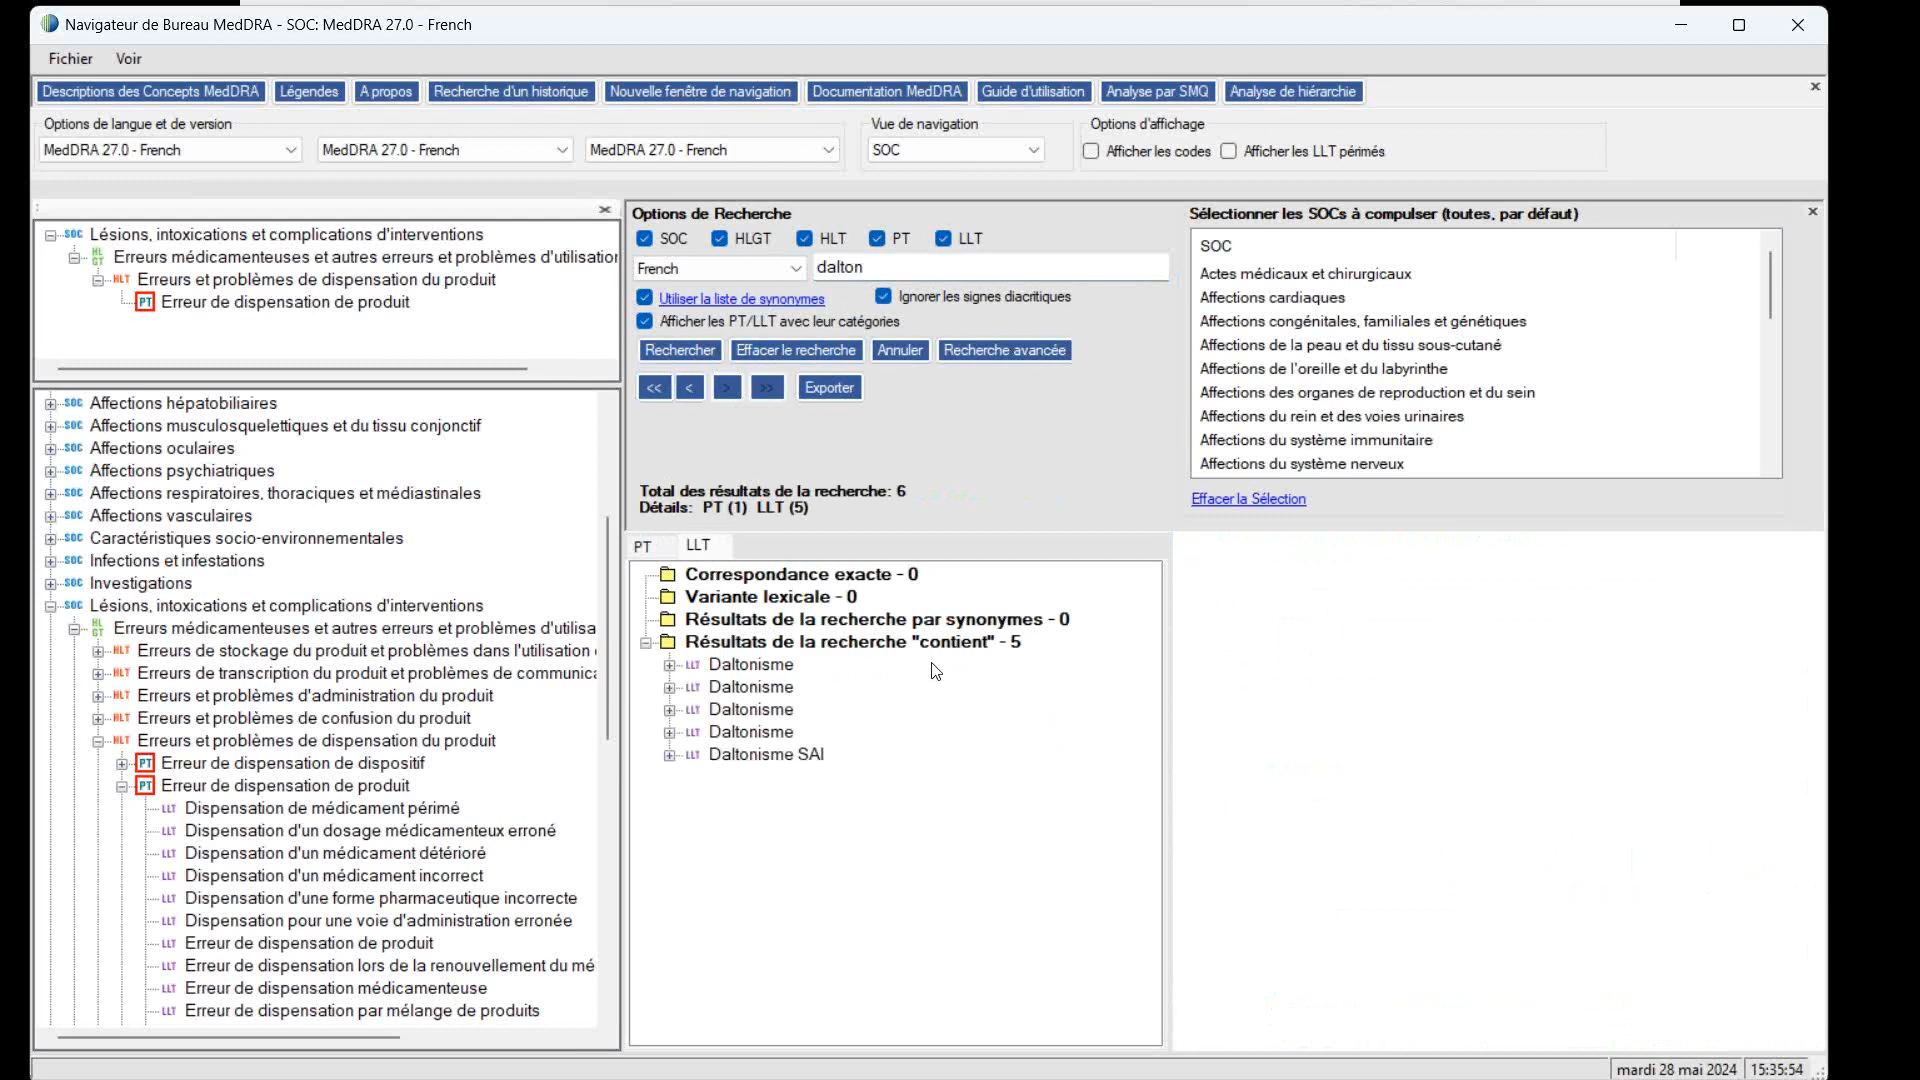 Navigateur de Bureau MedDRA - SOC: MedDRA 27.0 - French
Fichier Voir
Descriptions des Concepts MedDRA Légendes A propos Recherche d'un historique Nouvelle fenêtre de navigation Documentation MedDRA Guide d'utilisation Analyse par SMQ Analyse de hiérarchie
Options de langue et de version
MedDRA 27.0 - French MedDRA 27.0 - French MedDRA 27.0 - French
Vue de navigation
SOC
Options d'affichage
Afficher les codes Afficher les LLT périmés
SOC Lésions, intoxications et complications d'interventions
HLGT Erreurs médicamenteuses et autres erreurs et problèmes d'utilisation
HLT Erreurs et problèmes de dispensation du produit
PT Erreur de dispensation de produit
SOC Affections hépatobiliaires
SOC Affections musculosquelettiques et du tissu conjonctif
SOC Affections oculaires
SOC Affections psychiatriques
SOC Affections respiratoires, thoraciques et médiastinales
SOC Affections vasculaires
SOC Caractéristiques socio-environnementales
SOC Infections et infestations
SOC Investigations
SOC Lésions, intoxications et complications d'interventions
HLGT Erreurs médicamenteuses et autres erreurs et problèmes d'utilisa
HLT Erreurs de stockage du produit et problèmes dans l'utilisation
HLT Erreurs de transcription du produit et problèmes de communica
HLT Erreurs et problèmes d'administration du produit
HLT Erreurs et problèmes de confusion du produit
HLT Erreurs et problèmes de dispensation du produit
PT Erreur de dispensation de dispositif
PT Erreur de dispensation de produit
LLT Dispensation de médicament périmé
LLT Dispensation d'un dosage médicamenteux erroné
LLT Dispensation d'un médicament détérioré
LLT Dispensation d'un médicament incorrect
LLT Dispensation d'une forme pharmaceutique incorrecte
LLT Dispensation pour une voie d'administration erronée
LLT Erreur de dispensation de produit
LLT Erreur de dispensation lors de la renouvellement du mé
LLT Erreur de dispensation médicamenteuse
LLT Erreur de dispensation par mélange de produits
Options de Recherche
SOC HLGT HLT PT LLT
French dalton
Utiliser la liste de synonymes Ignorer les signes diacritiques
Afficher les PT/LLT avec leur catégories
Rechercher Effacer le recherche Annuler Recherche avancée
<< < > >> Exporter
Total des résultats de la recherche: 6
Détails: PT (1) LLT (5)
PT LLT
Correspondance exacte - 0
Variante lexicale - 0
Résultats de la recherche par synonymes - 0
Résultats de la recherche "contient" - 5
LLT Daltonisme
LLT Daltonisme
LLT Daltonisme
LLT Daltonisme
LLT Daltonisme SAI
Sélectionner les SOCs à compulser (toutes, par défaut)
SOC
Actes médicaux et chirurgicaux
Affections cardiaques
Affections congénitales, familiales et génétiques
Affections de la peau et du tissu sous-cutané
Affections de l'oreille et du labyrinthe
Affections des organes de reproduction et du sein
Affections du rein et des voies urinaires
Affections du système immunitaire
Affections du système nerveux
Effacer la Sélection
mardi 28 mai 2024 15:35:54